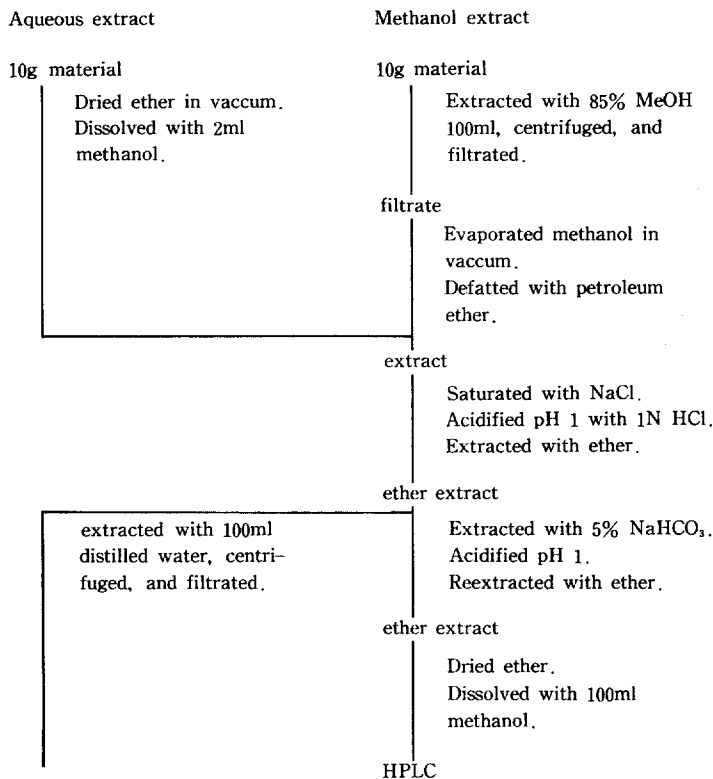 Aqueous extract
Methanol extract
10g material
10g material
Dried ether in vaccum.
Dissolved with 2ml
methanol.
Extracted with 85% MeOH
100ml, centrifuged, and
filtrated.
filtrate
Evaporated methanol in
vaccum.
Defatted with petroleum
ether.
extract
Saturated with NaCl.
Acidified pH 1 with 1N HCl.
Extracted with ether.
ether extract
extracted with 100ml
distilled water, centri-
fuged, and filtrated.
Extracted with 5% NaHCO₃.
Acidified pH 1.
Reextracted with ether.
ether extract
Dried ether.
Dissolved with 100ml
methanol.
HPLC